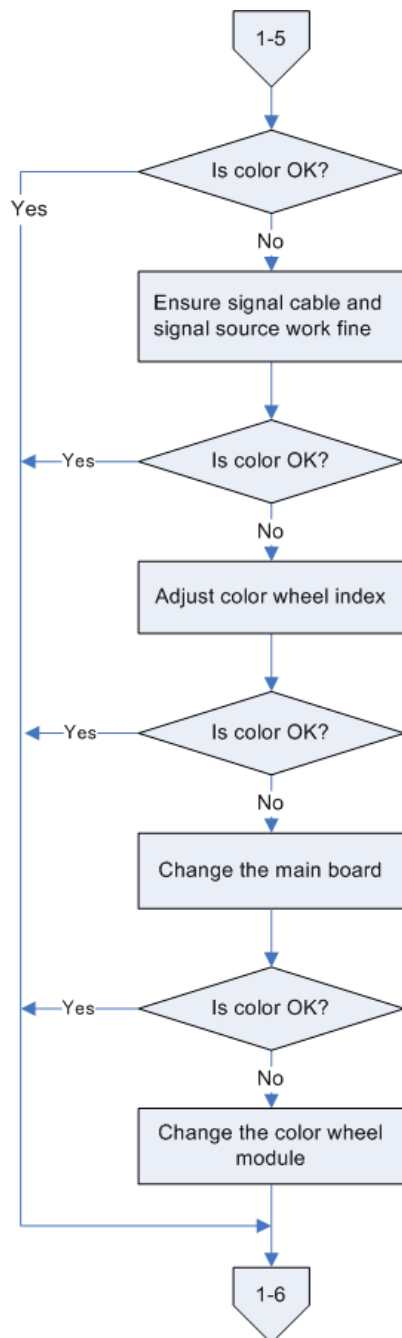 1-5
Is color OK?
Yes
No
Ensure signal cable and
signal source work fine
Is color OK?
Yes
No
Adjust color wheel index
Is color OK?
Yes
No
Change the main board
Is color OK?
Yes
No
Change the color wheel
module
1-6